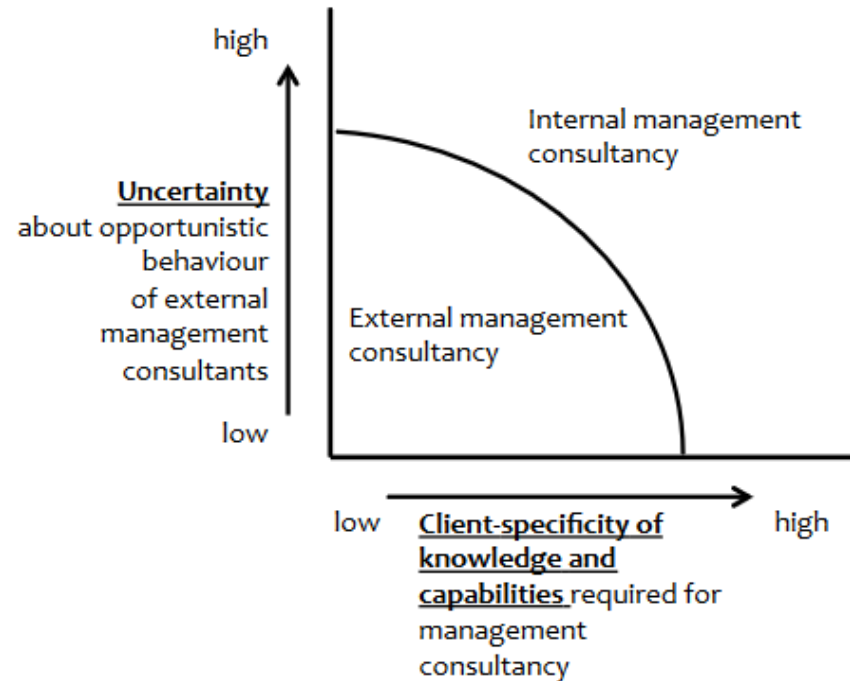 high
Internal management
consultancy
Uncertainty
about opportunistic
behaviour
of external
management
consultants
External management
consultancy
low
low
high
Client-specificity of
knowledge and
capabilities required for
management
consultancy